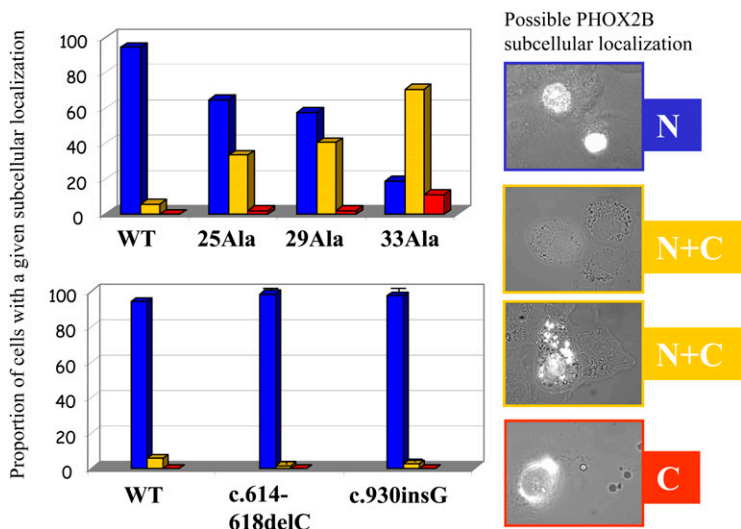 Proportion of cells with a given subcellular localization
100
80
60
40
20
0
WT 25Ala 29Ala 33Ala
100
80
60
40
20
0
WT c.614- c.930insG
618delC
Possible PHOX2B
subcellular localization
N
N+C
N+C
C